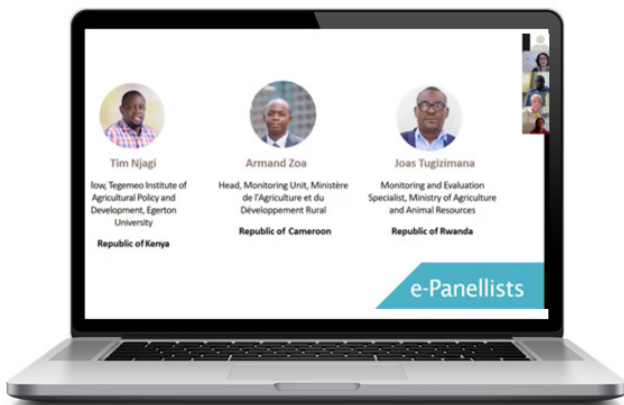 Tim Njagi
llow, Tegemeo Institute of
Agricultural Policy and
Development, Egerton
University
Republic of Kenya
Armand Zoa
Head, Monitoring Unit, Ministère
de l'Agriculture et du
Développement Rural
Republic of Cameroon
Joas Tugizimana
Monitoring and Evaluation
Specialist, Ministry of Agriculture
and Animal Resources
Republic of Rwanda
e-Panellists